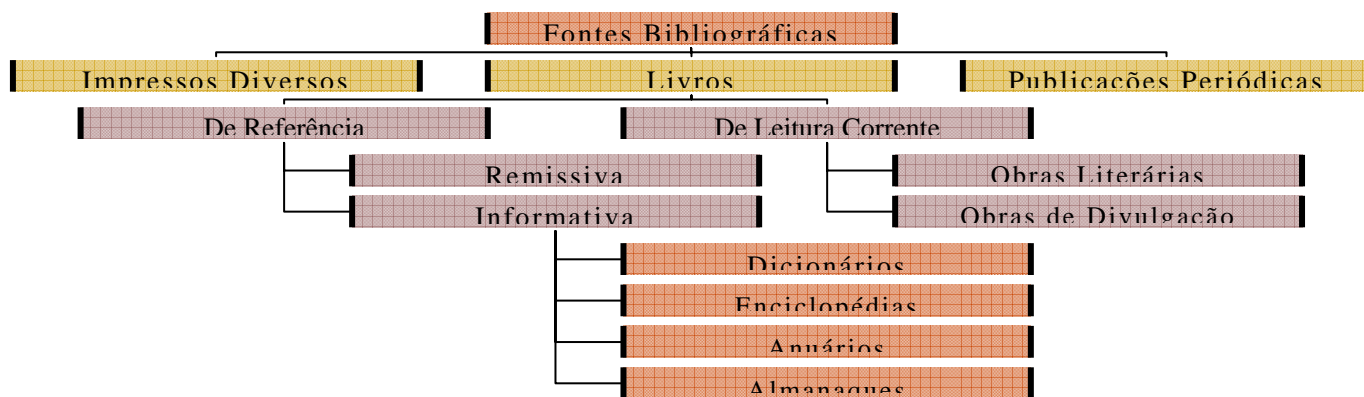 Fontes Bibliográficas
Impressos Diversos
Livros
Publicações Periódicas
De Referência
De Leitura Corrente
Remissiva
Obras Literárias
Informativa
Obras de Divulgação
Dicionários
Enciclopédias
Anuários
Almanaques